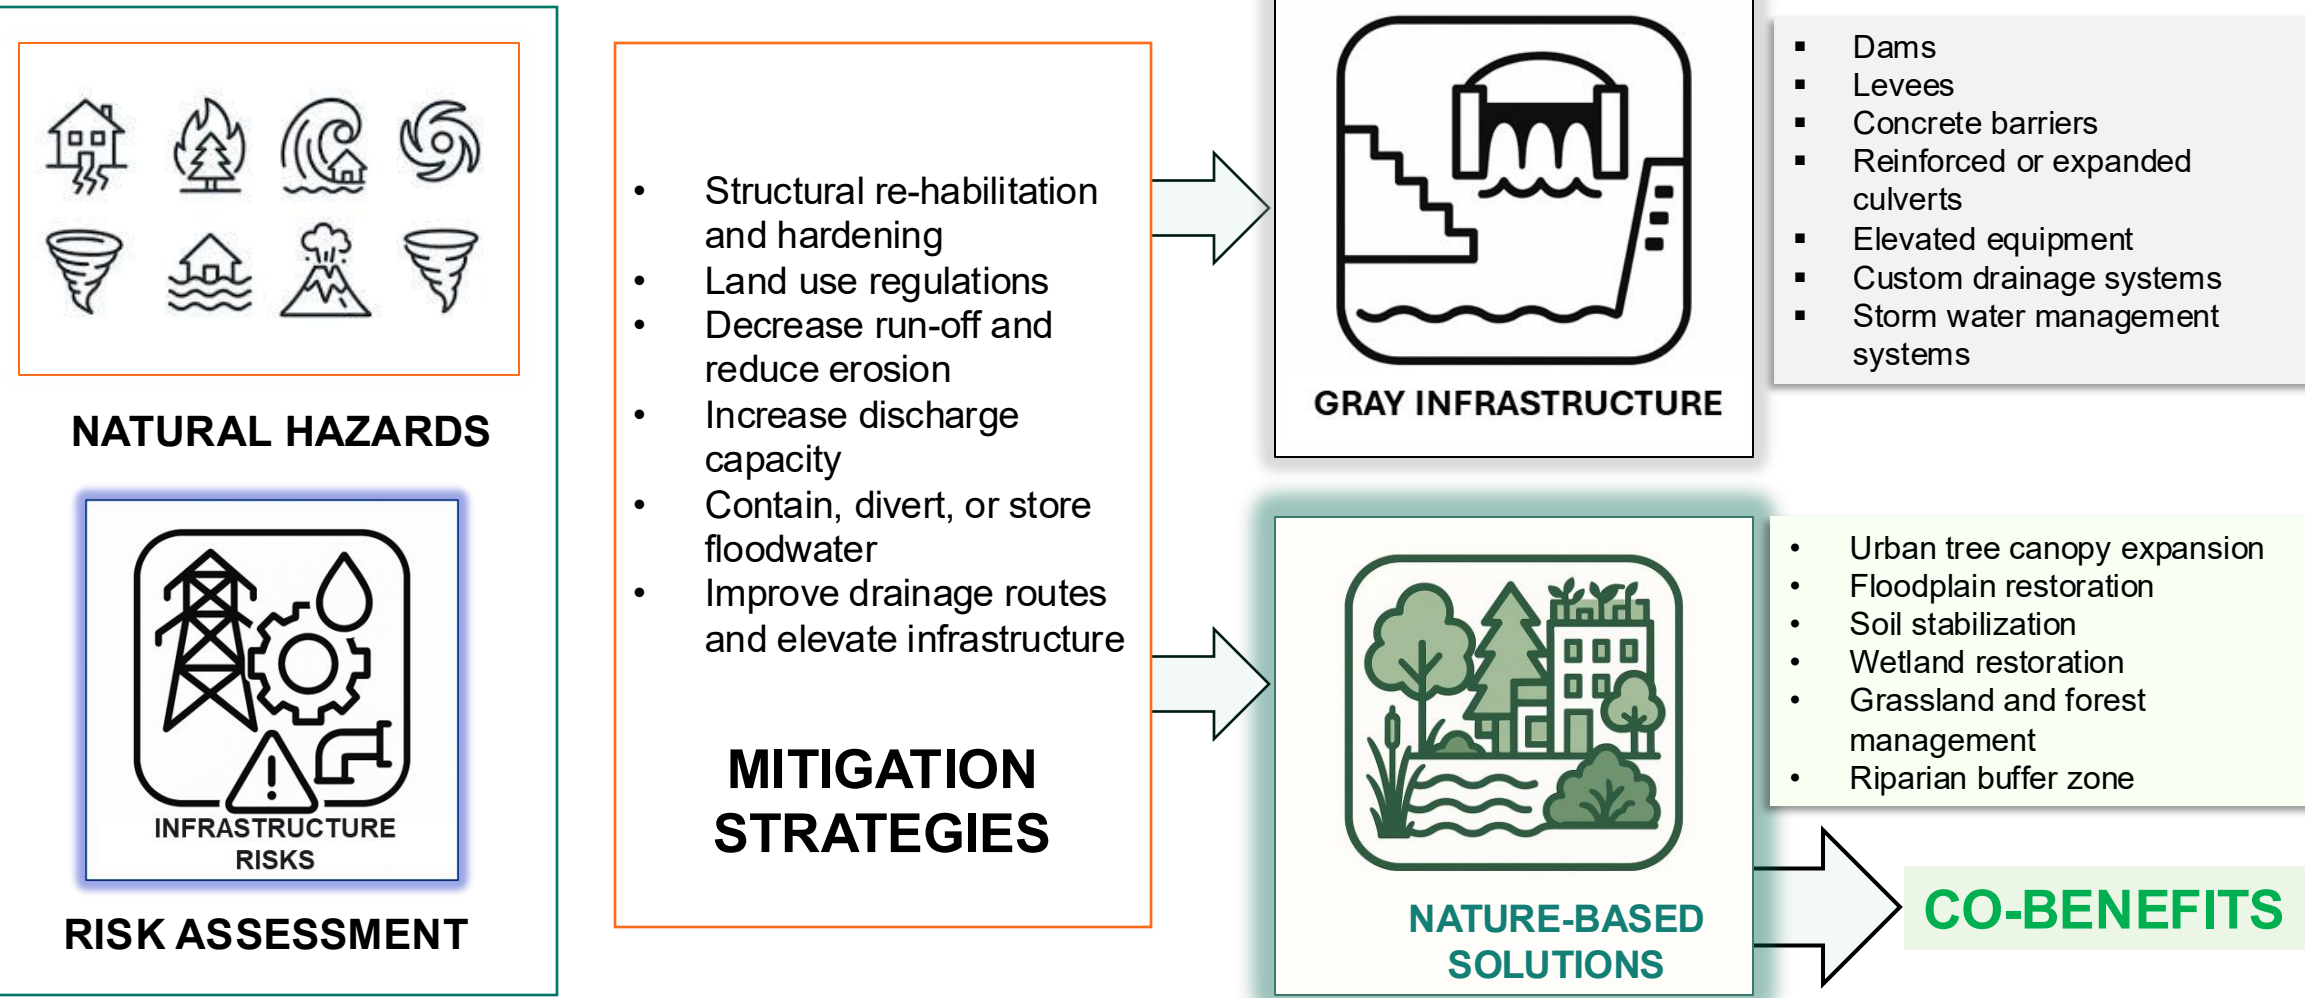 NATURAL HAZARDS
INFRASTRUCTURE
RISKS
RISK ASSESSMENT
• Structural re-habilitation
and hardening
• Land use regulations
• Decrease run-off and
reduce erosion
• Increase discharge
capacity
• Contain, divert, or store
floodwater
• Improve drainage routes
and elevate infrastructure
MITIGATION
STRATEGIES
GRAY INFRASTRUCTURE
▪ Dams
▪ Levees
▪ Concrete barriers
▪ Reinforced or expanded
culverts
▪ Elevated equipment
▪ Custom drainage systems
▪ Storm water management
systems
NATURE-BASED
SOLUTIONS
• Urban tree canopy expansion
• Floodplain restoration
• Soil stabilization
• Wetland restoration
• Grassland and forest
management
• Riparian buffer zone
CO-BENEFITS